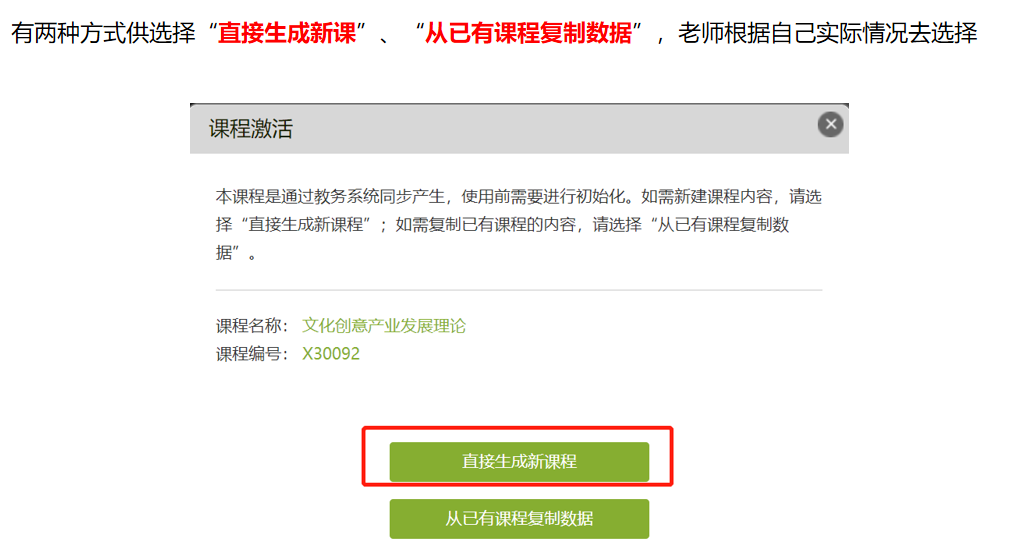 有两种方式供选择“直接生成新课”、“从已有课程复制数据”，老师根据自己实际情况去选择
课程激活
本课程是通过教务系统同步产生，使用前需要进行初始化。如需新建课程内容，请选
择“直接生成新课程”；如需复制已有课程的内容，请选择“从已有课程复制数
据”。
课程名称： 文化创意产业发展理论
课程编号： X30092
直接生成新课程
从已有课程复制数据